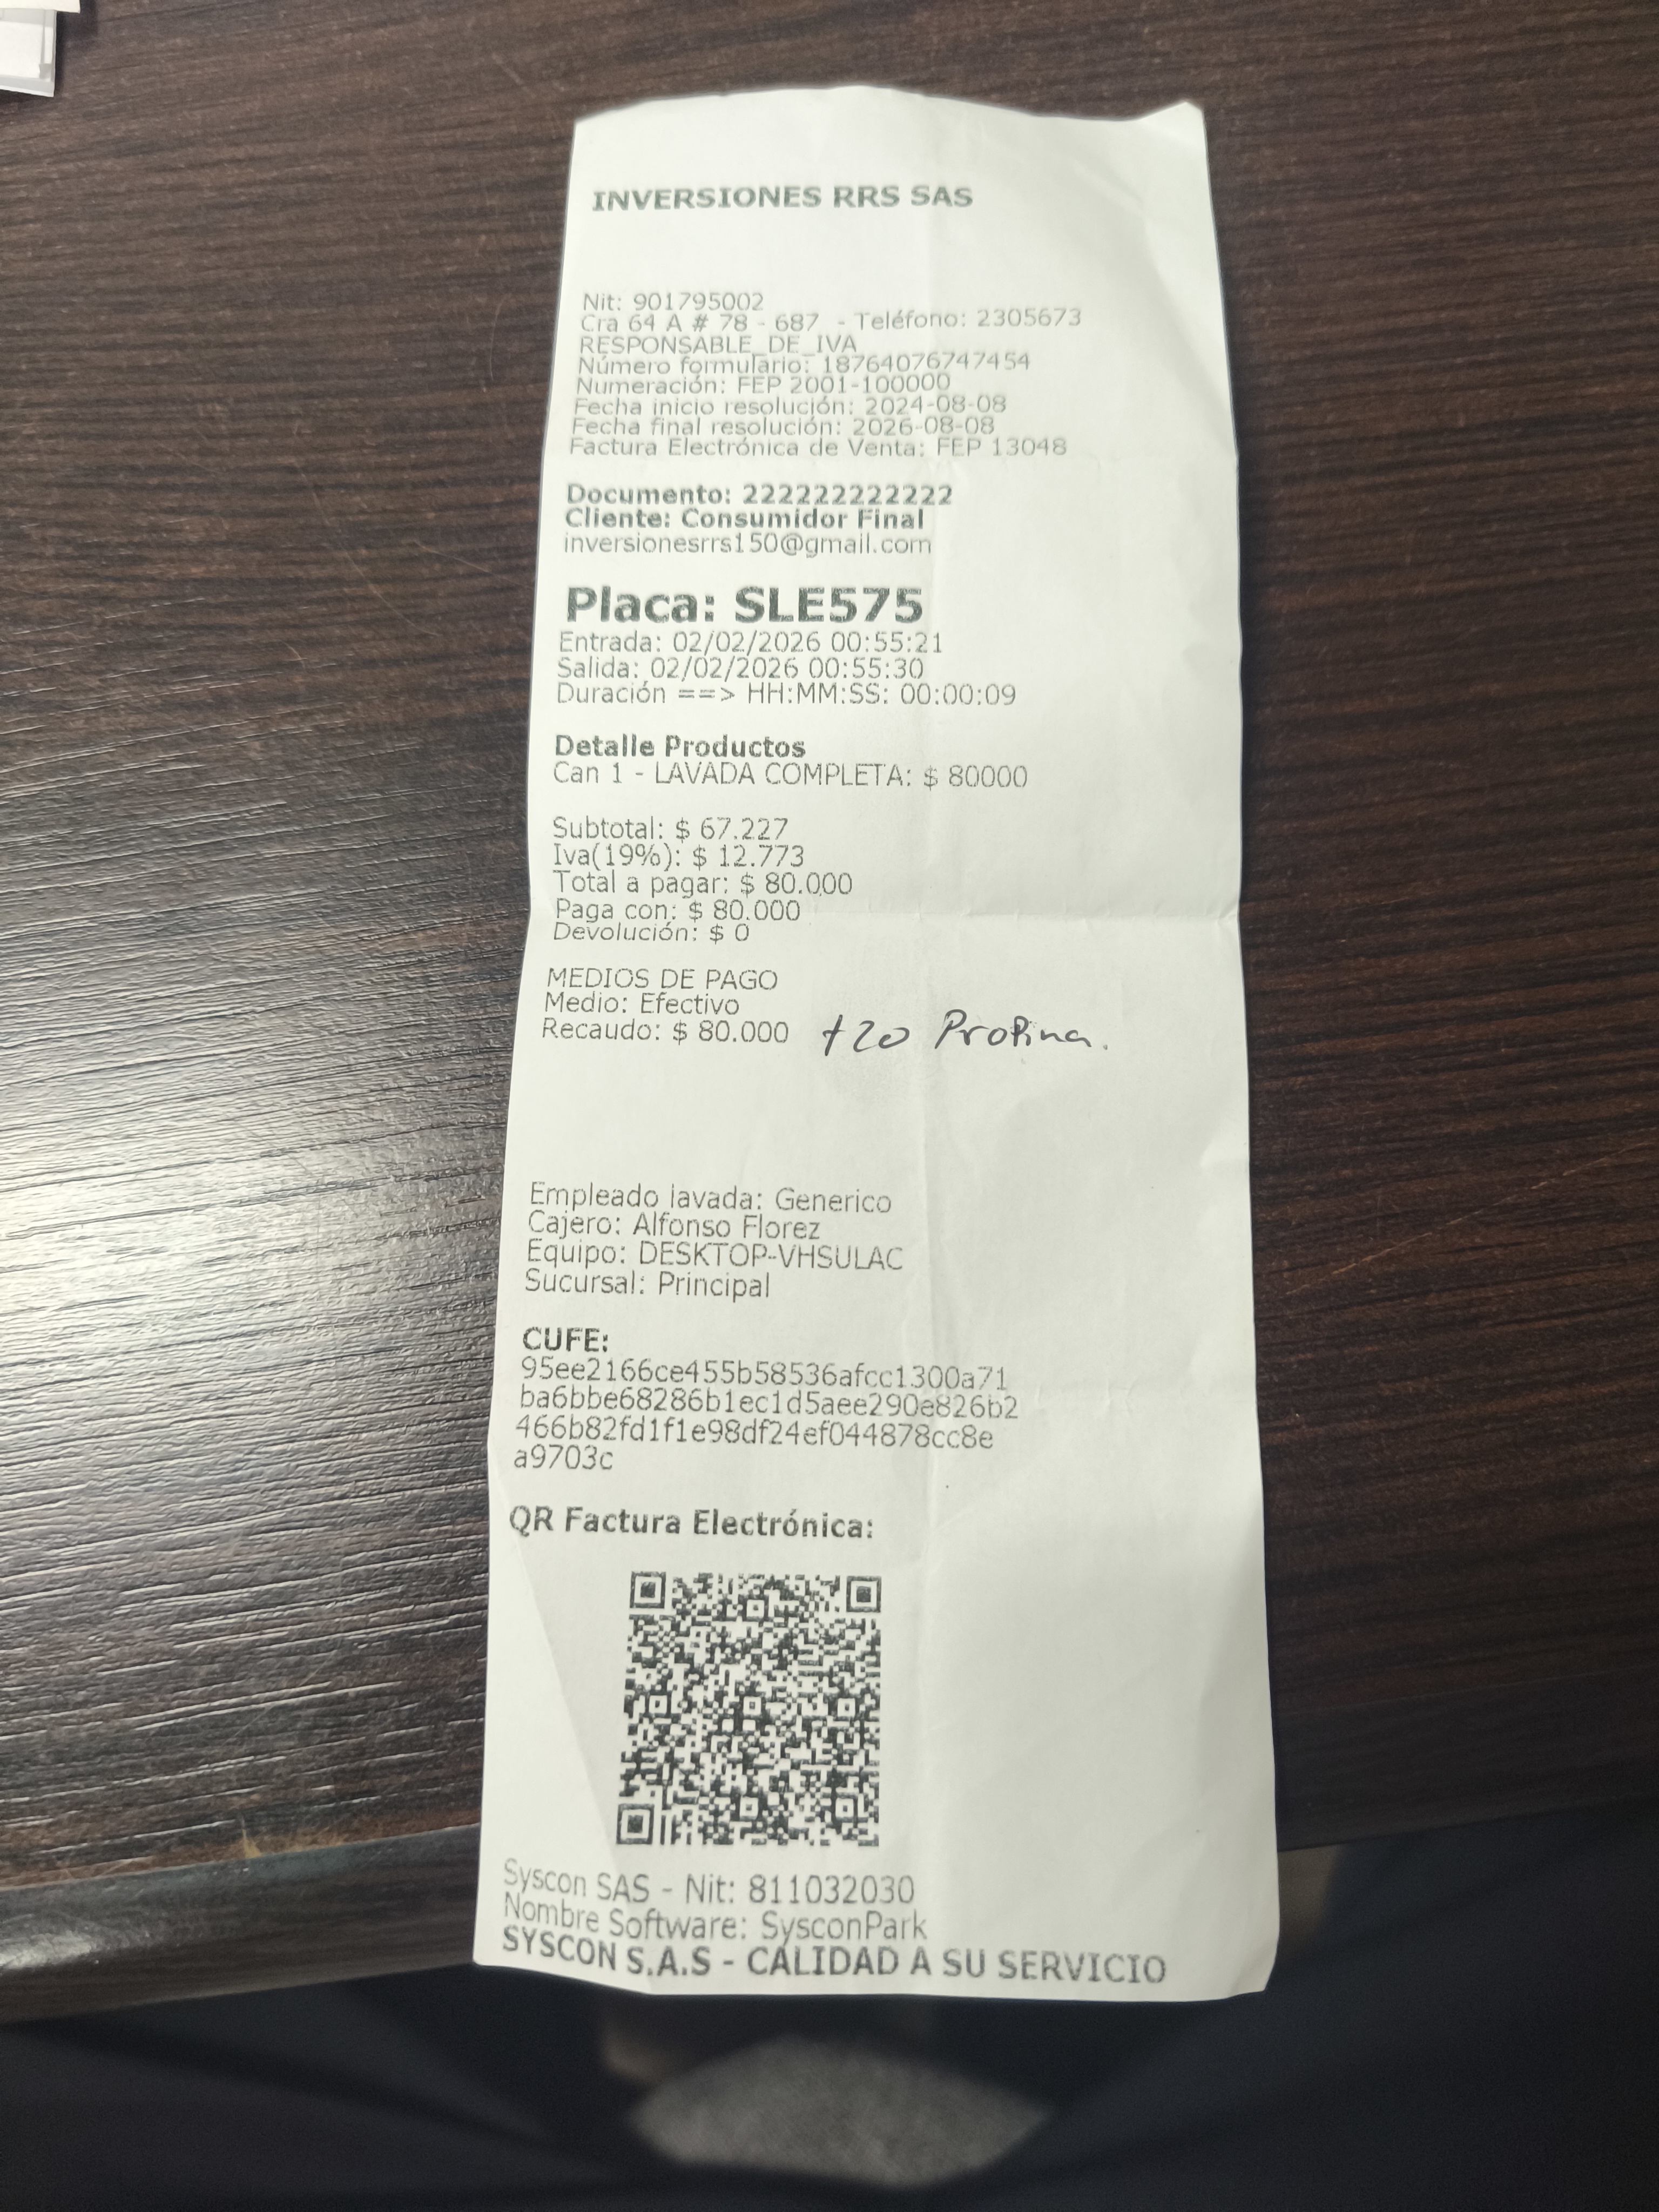 INVERSIONES RRS SAS
Nit: 901795002
Cra 64 A # 78 - 687 - Teléfono: 2305673
RESPONSABLE_DE_IVA
Número formulario: 18764076747454
Numeración: FEP 2001-100000
Fecha inicio resolución: 2024-08-08
Fecha final resolución: 2026-08-08
Factura Electrónica de Venta: FEP 13048
Documento: 222222222222
Cliente: Consumidor Final
inversionesrrs150@gmail.com
Placa: SLE575
Entrada: 02/02/2026 00:55:21
Salida: 02/02/2026 00:55:30
Duración ==> HH:MM:SS: 00:00:09
Detalle Productos
Can 1 - LAVADA COMPLETA: $ 80000
Subtotal: $ 67.227
Iva(19%): $ 12.773
Total a pagar: $ 80.000
Paga con: $ 80.000
Devolución: $ 0
MEDIOS DE PAGO
Medio: Efectivo
Recaudo: $ 80.000 +20 Propina.
Empleado lavada: Generico
Cajero: Alfonso Florez
Equipo: DESKTOP-VHSULAC
Sucursal: Principal
CUFE:
95ee2166ce455b58536afcc1300a71
ba6bbe68286b1ec1d5aee290e826b2
466b82fd1f1e98df24ef044878cc8e
a9703c
QR Factura Electrónica:
Syscon SAS - Nit: 811032030
Nombre Software: SysconPark
SYSCON S.A.S - CALIDAD A SU SERVICIO